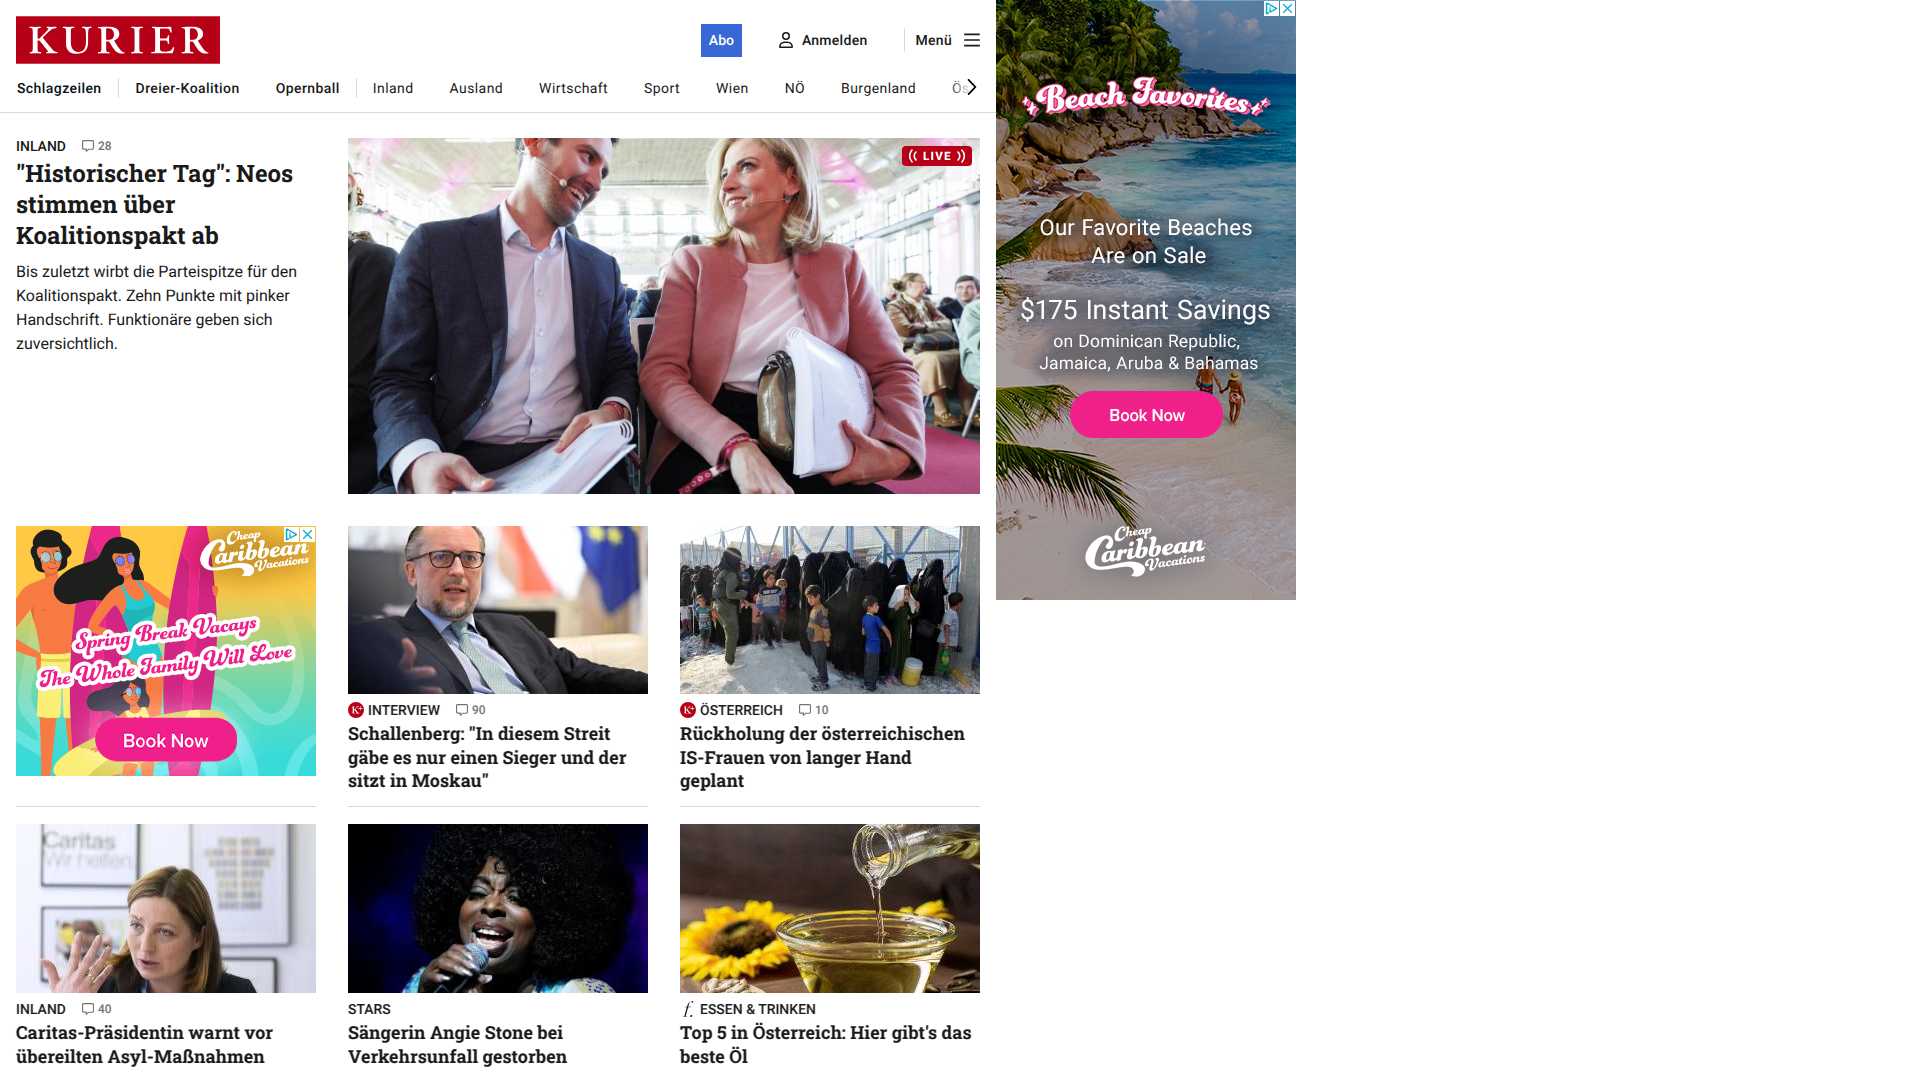 KURIER
Abo
Anmelden
Menü
Schlagzeilen
Dreier-Koalition
Opernball
Inland
Ausland
Wirtschaft
Sport
Wien
NÖ
Burgenland
INLAND 28
"Historischer Tag": Neos
stimmen über
Koalitionspakt ab
Bis zuletzt wirbt die Parteispitze für den
Koalitionspakt. Zehn Punkte mit pinker
Handschrift. Funktionäre geben sich
zuversichtlich.
LIVE
Beach Favorites
Our Favorite Beaches
Are on Sale
$175 Instant Savings
on Dominican Republic,
Jamaica, Aruba & Bahamas
Book Now
Cheap
Caribbean
Vacations
Cheap
Caribbean
Vacations
Spring Break Vacays
The Whole Family Will Love
Book Now
K+ INTERVIEW 90
Schallenberg: "In diesem Streit
gäbe es nur einen Sieger und der
sitzt in Moskau"
K+ ÖSTERREICH 10
Rückholung der österreichischen
IS-Frauen von langer Hand
geplant
Caritas
Wir helfen
INLAND 40
Caritas-Präsidentin warnt vor
übereilten Asyl-Maßnahmen
STARS
Sängerin Angie Stone bei
Verkehrsunfall gestorben
f. ESSEN & TRINKEN
Top 5 in Österreich: Hier gibt's das
beste Öl